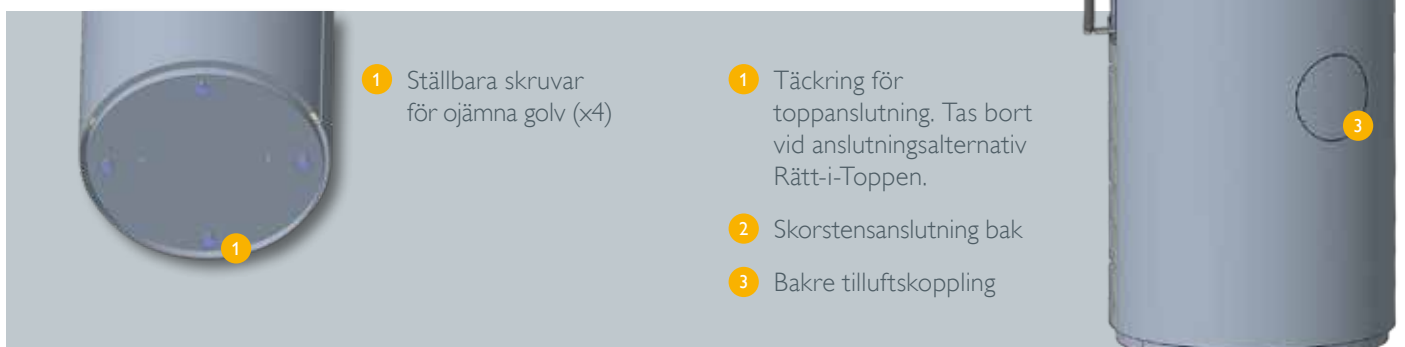 1 Ställbara skruvar
för ojämna golv (x4)
1 Täckring för
toppanslutning. Tas bort
vid anslutningsalternativ
Rätt-i-Toppen.
2 Skorstensanslutning bak
3 Bakre tilluftskoppling
1
3